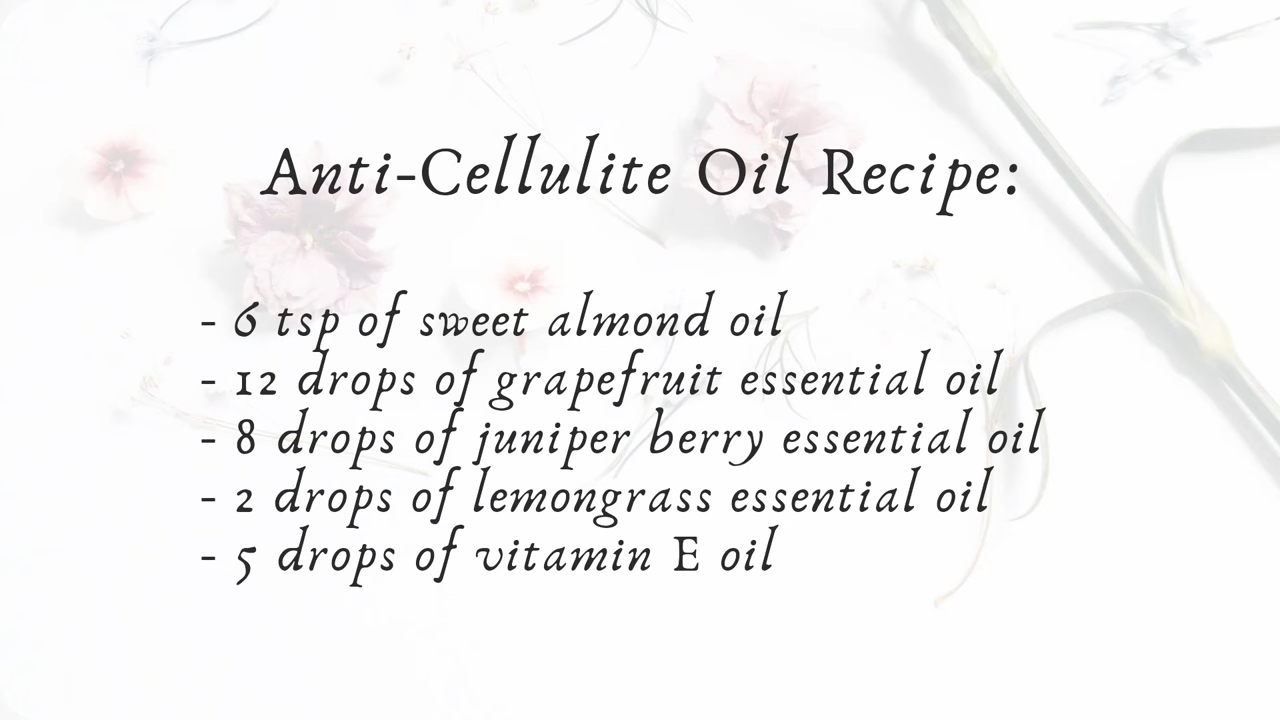 Anti-Cellulite Oil Recipe:
- 6 tsp of sweet almond oil
- 12 drops of grapefruit essential oil
- 8 drops of juniper berry essential oil
- 2 drops of lemongrass essential oil
- 5 drops of vitamin E oil